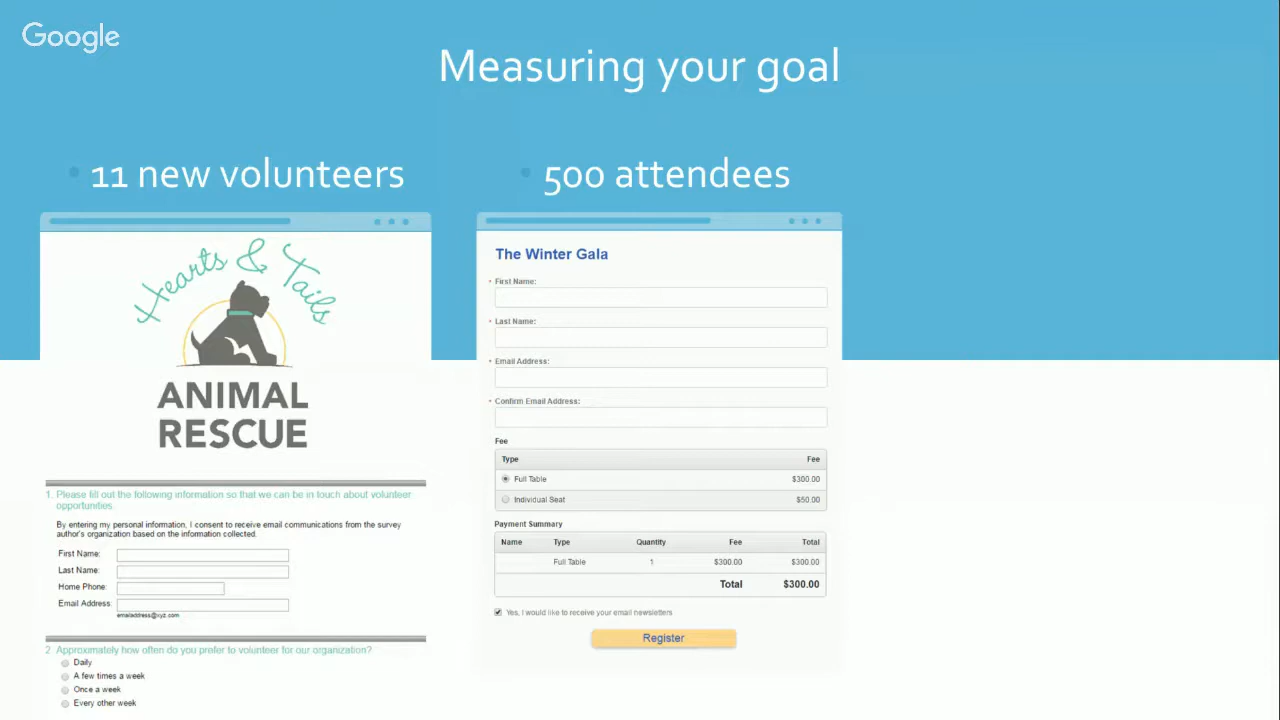 Google
Measuring your goal
• 11 new volunteers
• 500 attendees
Hearts & Tails
ANIMAL
RESCUE
1. Please fill out the following information so that we can be in touch about volunteer
opportunities.
By entering my personal information, I consent to receive email communications from the survey
author's organization based on the information collected.
First Name:
Last Name:
Home Phone:
Email Address:
emailaddress@xyz.com
2. Approximately how often do you prefer to volunteer for our organization?
Daily
A few times a week
Once a week
Every other week
The Winter Gala
* First Name:
* Last Name:
* Email Address:
* Confirm Email Address:
Fee
Type Fee
Full Table $300.00
Individual Seat $50.00
Payment Summary
Name Type Quantity Fee Total
Full Table 1 $300.00 $300.00
Total $300.00
Yes, I would like to receive your email newsletters
Register